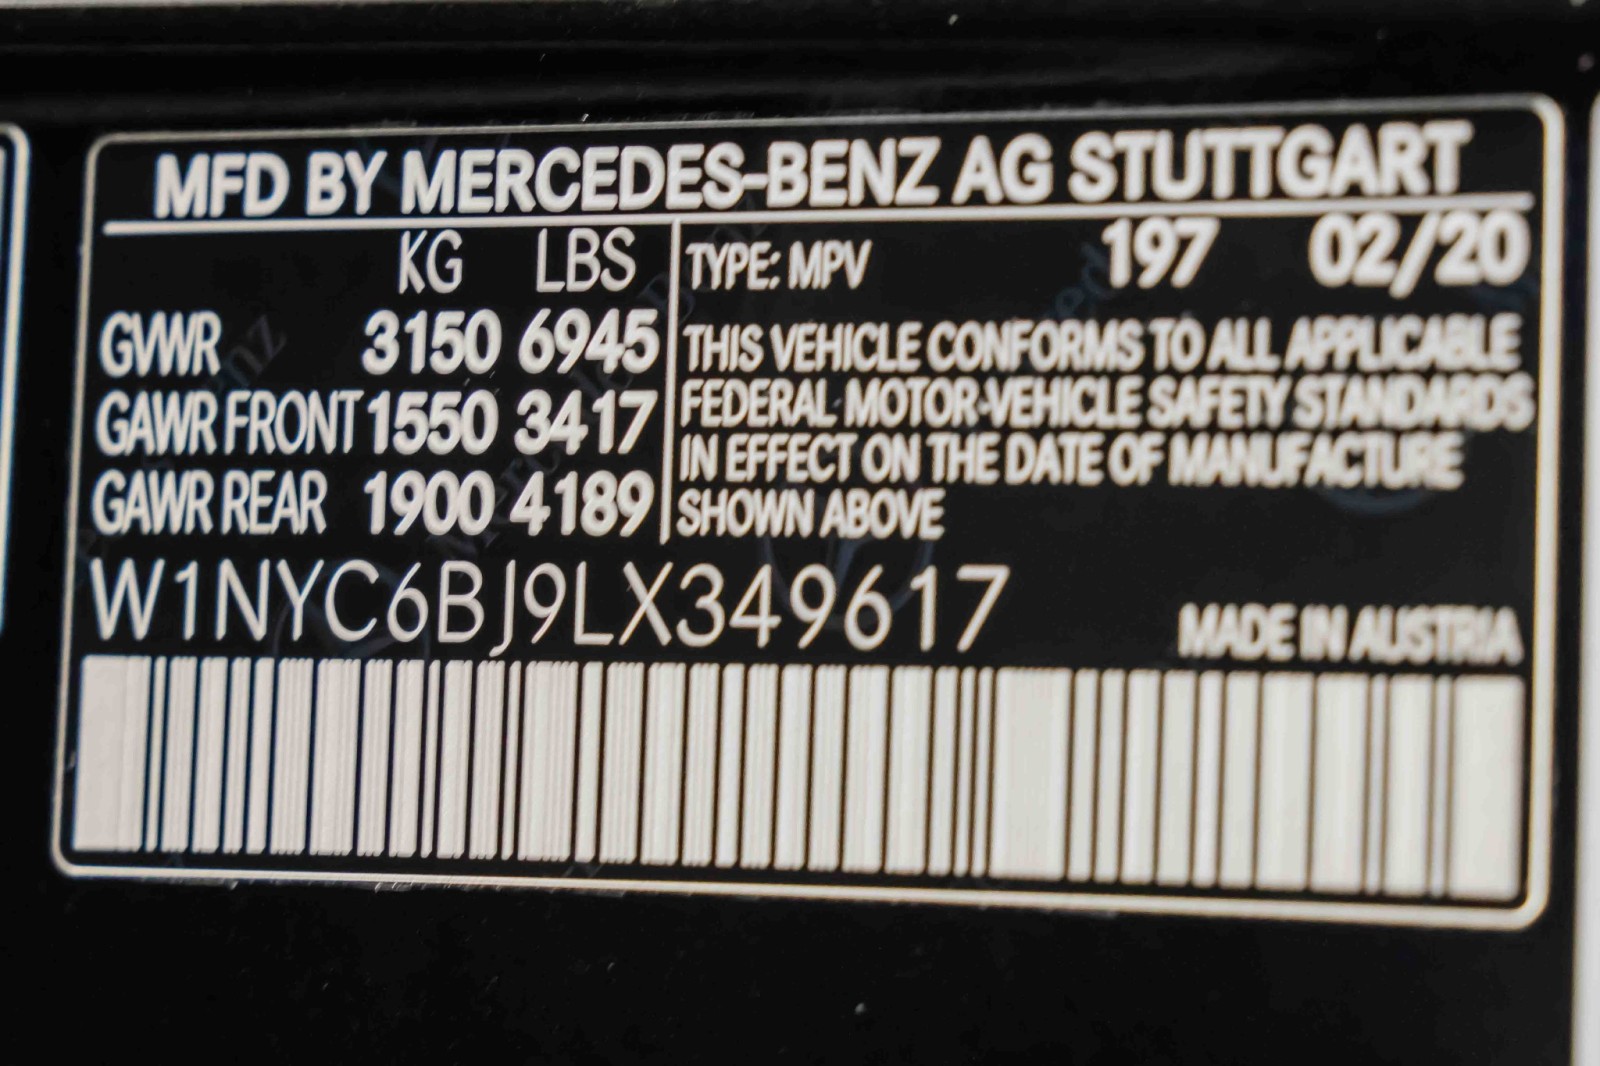 MFD BY MERCEDES-BENZ AG STUTTGART
KG LBS
GVWR 3150 6945
GAWR FRONT 1550 3417
GAWR REAR 1900 4189
TYPE: MPV 197 02/20
THIS VEHICLE CONFORMS TO ALL APPLICABLE
FEDERAL MOTOR-VEHICLE SAFETY STANDARDS
IN EFFECT ON THE DATE OF MANUFACTURE
SHOWN ABOVE
W1NYC6BJ9LX349617
MADE IN AUSTRIA